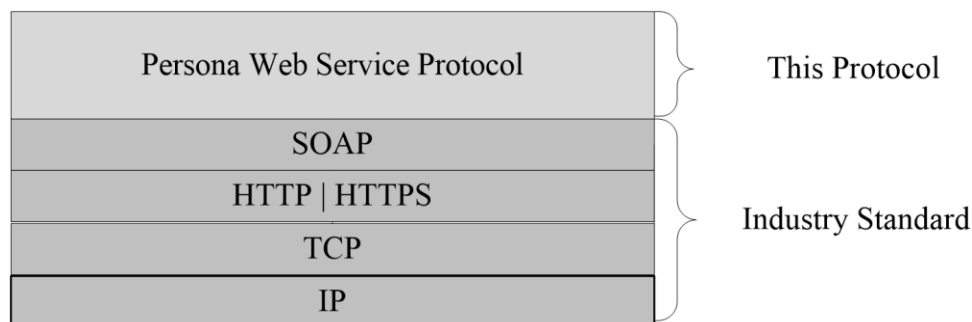 Persona Web Service Protocol
This Protocol
SOAP
HTTP | HTTPS
TCP
IP
Industry Standard